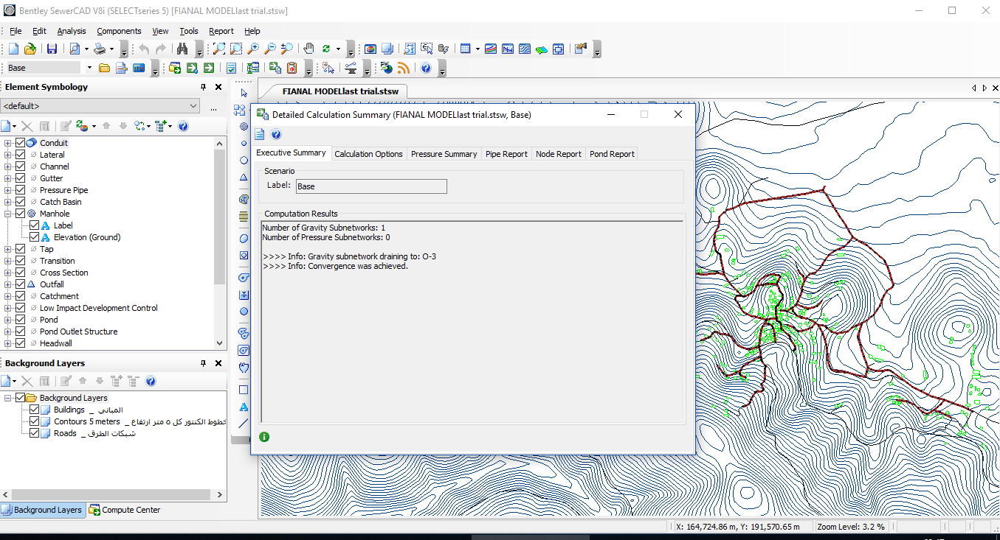 Bentley SewerCAD V8i (SELECTseries 5) [FIANAL MODELlast trial.stsw]
File Edit Analysis Components View Tools Report Help
Base
Element Symbology
FIANAL MODELlast trial.stsw
<default>
...
Detailed Calculation Summary (FIANAL MODELlast trial.stsw, Base)
Conduit
Lateral
Channel
Gutter
Pressure Pipe
Catch Basin
Manhole
Label
Elevation (Ground)
Tap
Transition
Cross Section
Outfall
Catchment
Low Impact Development Control
Pond
Pond Outlet Structure
Headwall
Executive Summary Calculation Options Pressure Summary Pipe Report Node Report Pond Report
Scenario
Label: Base
Computation Results
Number of Gravity Subnetworks: 1
Number of Pressure Subnetworks: 0
>>>> Info: Gravity subnetwork draining to: O-3
>>>> Info: Convergence was achieved.
Background Layers
Background Layers
Buildings _ المباني
Contours 5 meters _ خطوط الكنتور كل ٥ متر ارتفاع
Roads _ شبكات الطرق
Background Layers Compute Center
X: 164,724.86 m, Y: 191,570.65 m Zoom Level: 3.2 %